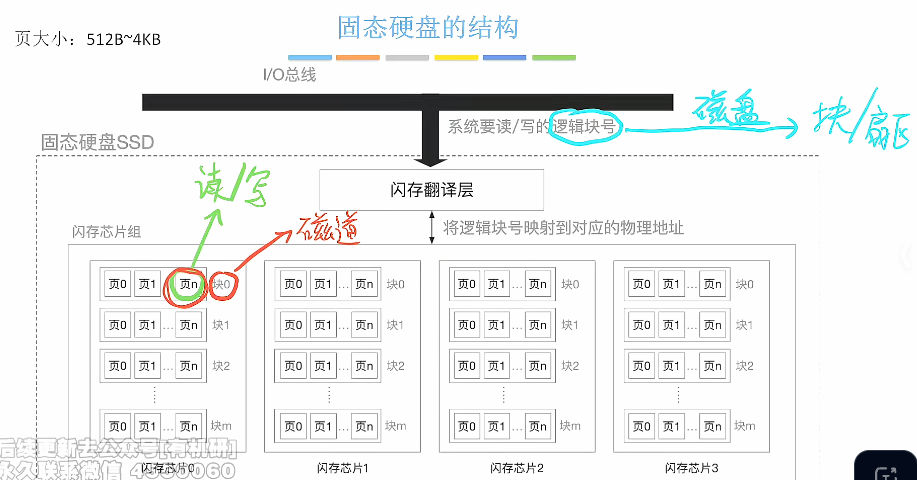 固态硬盘的结构
页大小：512B~4KB
I/O总线
磁盘
块/扇区
系统要读/写的逻辑块号
固态硬盘SSD
读/写
闪存翻译层
磁道
闪存芯片组
将逻辑块号映射到对应的物理地址
页0 页1 … 页n 块0 页0 页1 … 页n 块0 页0 页1 … 页n 块0 页0 页1 … 页n 块0
页0 页1 … 页n 块1 页0 页1 … 页n 块1 页0 页1 … 页n 块1 页0 页1 … 页n 块1
页0 页1 … 页n 块2 页0 页1 … 页n 块2 页0 页1 … 页n 块2 页0 页1 … 页n 块2
页0 页1 … 页n 块m 页0 页1 … 页n 块m 页0 页1 … 页n 块m 页0 页1 … 页n 块m
后续更新去公众号[有机研]
闪存芯片0 闪存芯片1 闪存芯片2 闪存芯片3
永久联系微信